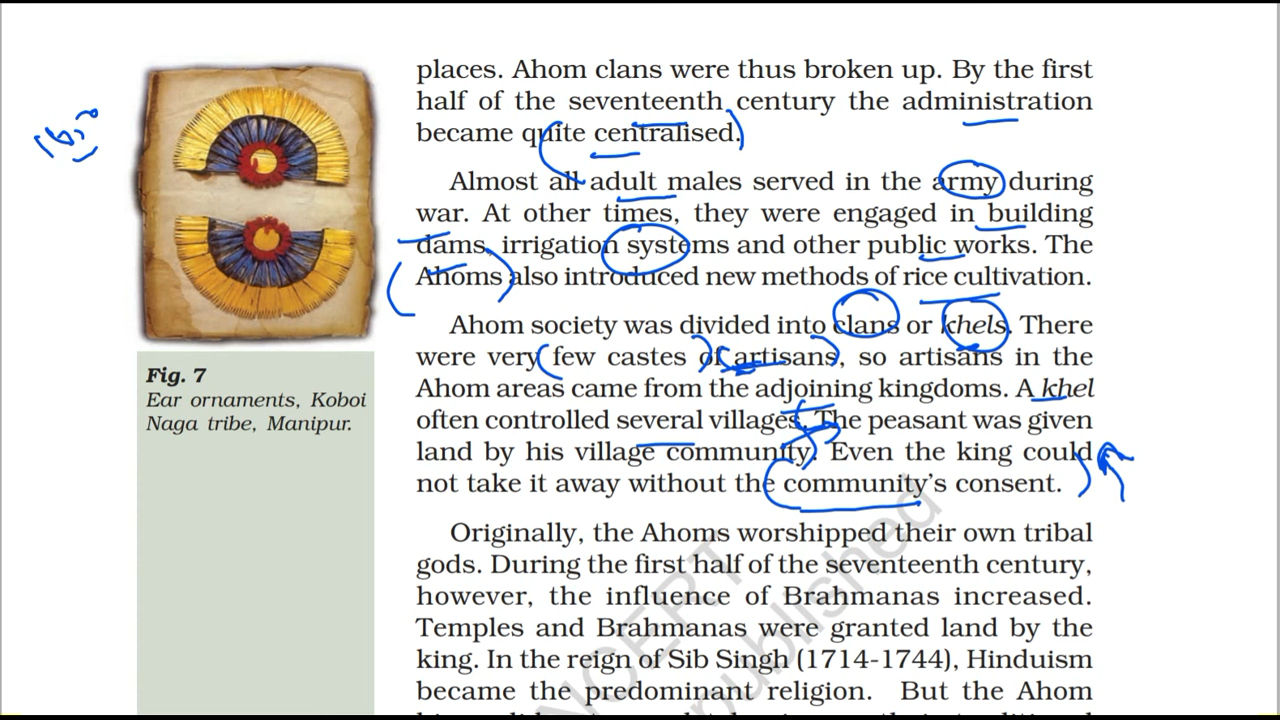 places. Ahom clans were thus broken up. By the first
half of the seventeenth century the administration
became quite centralised.
Almost all adult males served in the army during
war. At other times, they were engaged in building
dams, irrigation systems and other public works. The
Ahoms also introduced new methods of rice cultivation.
Ahom society was divided into clans or khels. There
were very few castes of artisans, so artisans in the
Ahom areas came from the adjoining kingdoms. A khel
often controlled several villages. The peasant was given
land by his village community. Even the king could
not take it away without the community's consent.
Originally, the Ahoms worshipped their own tribal
gods. During the first half of the seventeenth century,
however, the influence of Brahmanas increased.
Temples and Brahmanas were granted land by the
king. In the reign of Sib Singh (1714-1744), Hinduism
became the predominant religion. But the Ahom
Fig. 7
Ear ornaments, Koboi
Naga tribe, Manipur.
NCERT
published